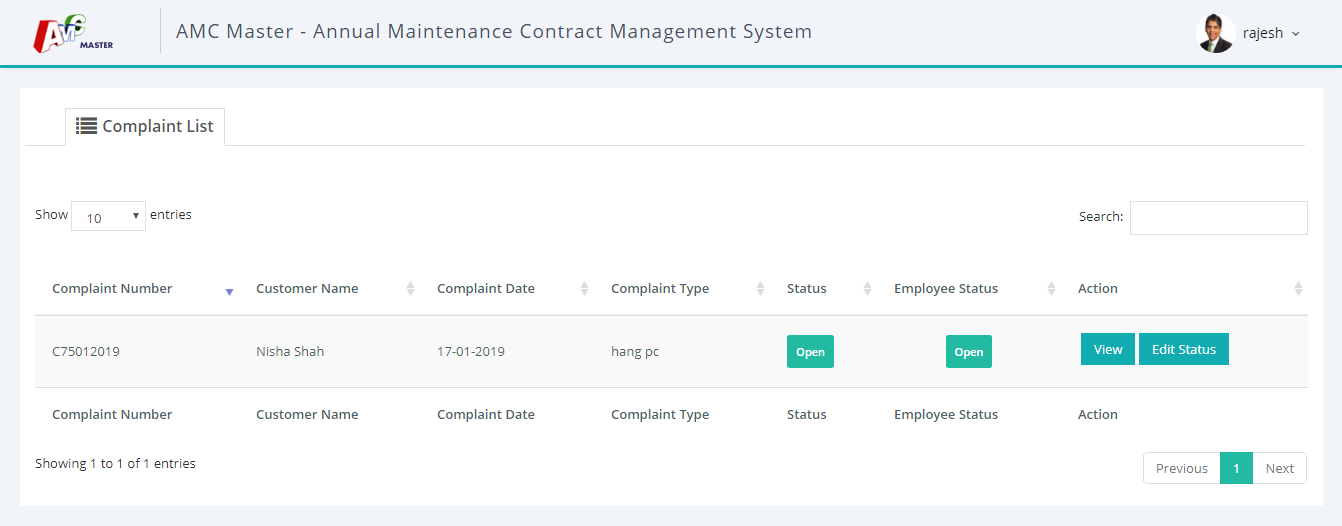 AMC MASTER
AMC Master - Annual Maintenance Contract Management System
rajesh
Complaint List
Show 10 entries
Search:
Complaint Number Customer Name Complaint Date Complaint Type Status Employee Status Action
C75012019 Nisha Shah 17-01-2019 hang pc Open Open View Edit Status
Complaint Number Customer Name Complaint Date Complaint Type Status Employee Status Action
Showing 1 to 1 of 1 entries
Previous 1 Next